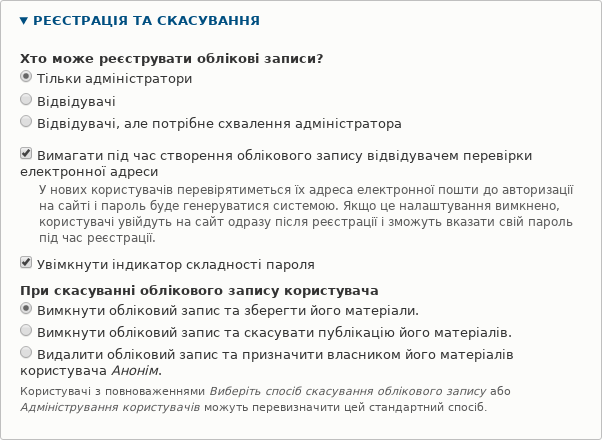 РЕЄСТРАЦІЯ ТА СКАСУВАННЯ
Хто може реєструвати облікові записи?
Тільки адміністратори
Відвідувачі
Відвідувачі, але потрібне схвалення адміністратора
Вимагати під час створення облікового запису відвідувачем перевірки
електронної адреси
У нових користувачів перевірятиметься їх адреса електронної пошти до авторизації
на сайті і пароль буде генеруватися системою. Якщо це налаштування вимкнено,
користувачі увійдуть на сайт одразу після реєстрації і зможуть вказати свій пароль
під час реєстрації.
Увімкнути індикатор складності пароля
При скасуванні облікового запису користувача
Вимкнути обліковий запис та зберегти його матеріали.
Вимкнути обліковий запис та скасувати публікацію його матеріалів.
Видалити обліковий запис та призначити власником його матеріалів
користувача Анонім.
Користувачі з повноваженнями Виберіть спосіб скасування облікового запису або
Адміністрування користувачів можуть перевизначити цей стандартний спосіб.